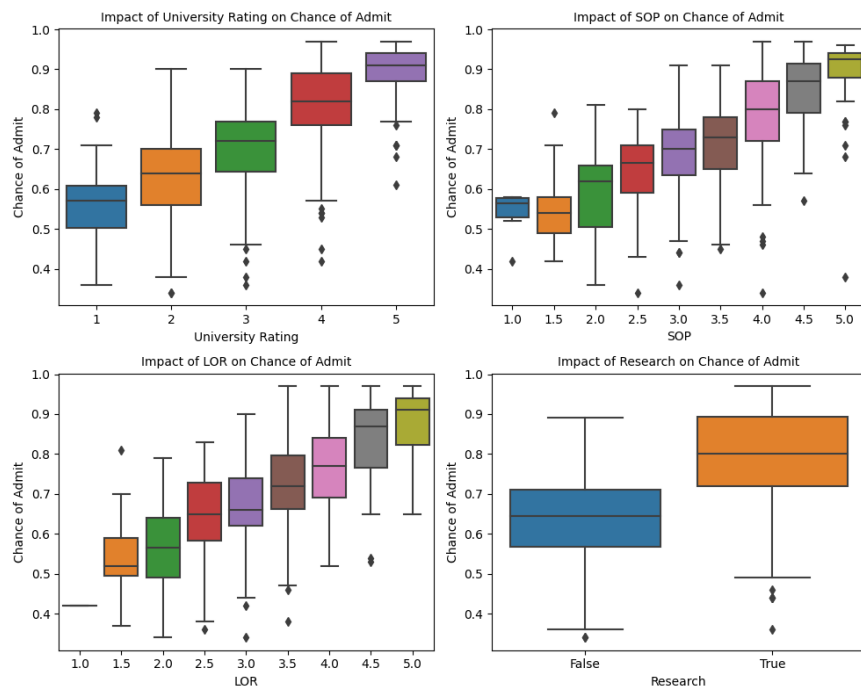 Impact of University Rating on Chance of Admit
Chance of Admit
1.0
0.9
0.8
0.7
0.6
0.5
0.4
1 2 3 4 5
University Rating
Impact of SOP on Chance of Admit
Chance of Admit
1.0
0.9
0.8
0.7
0.6
0.5
0.4
1.0 1.5 2.0 2.5 3.0 3.5 4.0 4.5 5.0
SOP
Impact of LOR on Chance of Admit
Chance of Admit
1.0
0.9
0.8
0.7
0.6
0.5
0.4
1.0 1.5 2.0 2.5 3.0 3.5 4.0 4.5 5.0
LOR
Impact of Research on Chance of Admit
Chance of Admit
1.0
0.9
0.8
0.7
0.6
0.5
0.4
False True
Research